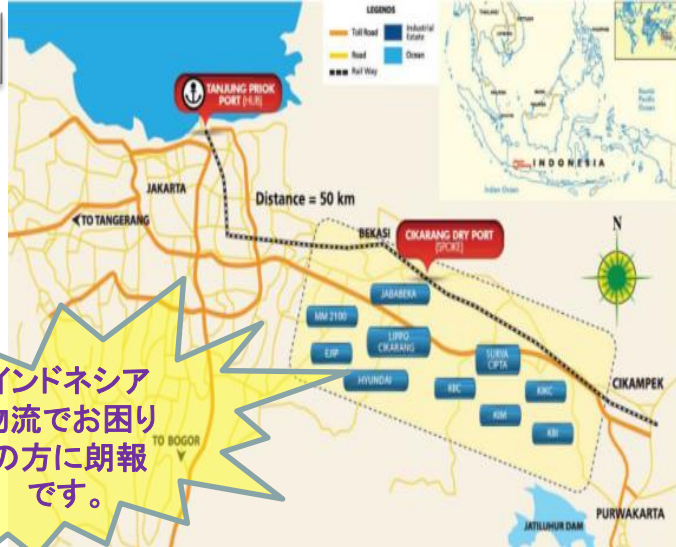 LEGENDS
Toll Road
Industrial
Estate
Road
Ocean
Rail Way
TANJUNG PRIOK
PORT (HUB)
INDONESIA
Indian Ocean
JAKARTA
Distance = 50 km
TO TANGERANG
BEKASI
CIKARANG DRY PORT
(SPOKE)
N
JABABEKA
MM 2100
LIPPO
CIKARANG
EJIP
SURYA
CIPTA
HYUNDAI
KIKC
CIKAMPEK
KIM
KBI
インドネシア
物流でお困り
の方に朗報
です。
TO BOGOR
PURWAKARTA
JATILUHUR DAM